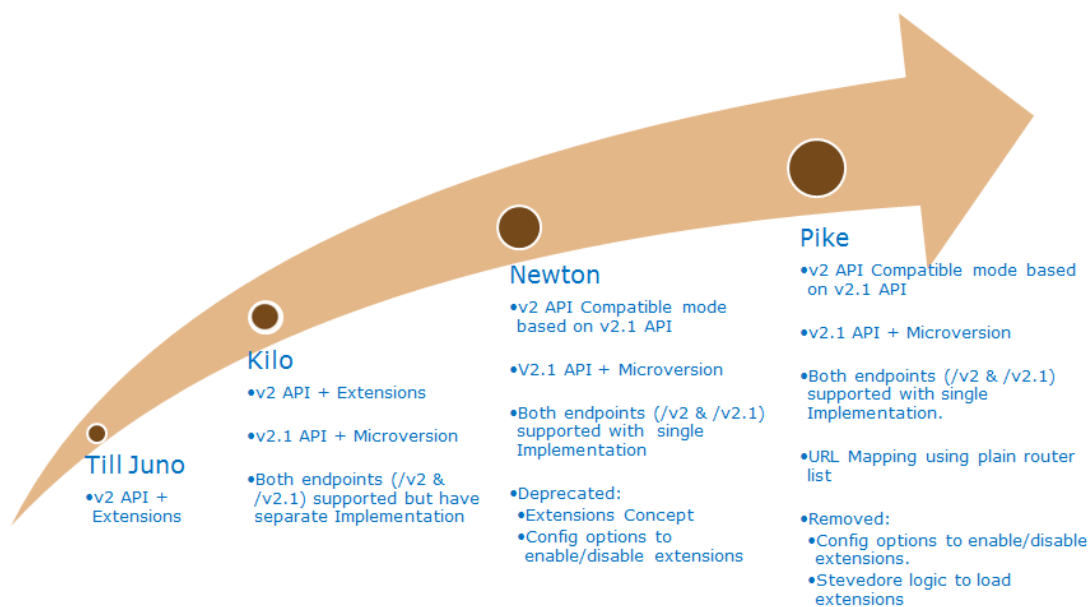 Till Juno
•v2 API +
Extensions
Kilo
•v2 API + Extensions
•v2.1 API + Microversion
•Both endpoints (/v2 &
/v2.1) supported but have
separate Implementation
Newton
•v2 API Compatible mode
based on v2.1 API
•V2.1 API + Microversion
•Both endpoints (/v2 & /v2.1)
supported with single
Implementation
•Deprecated:
•Extensions Concept
•Config options to
enable/disable extensions
Pike
•v2 API Compatible mode based
on v2.1 API
•v2.1 API + Microversion
•Both endpoints (/v2 & /v2.1)
supported with single
Implementation.
•URL Mapping using plain router
list
•Removed:
•Config options to enable/disable
extensions.
•Stevedore logic to load
extensions